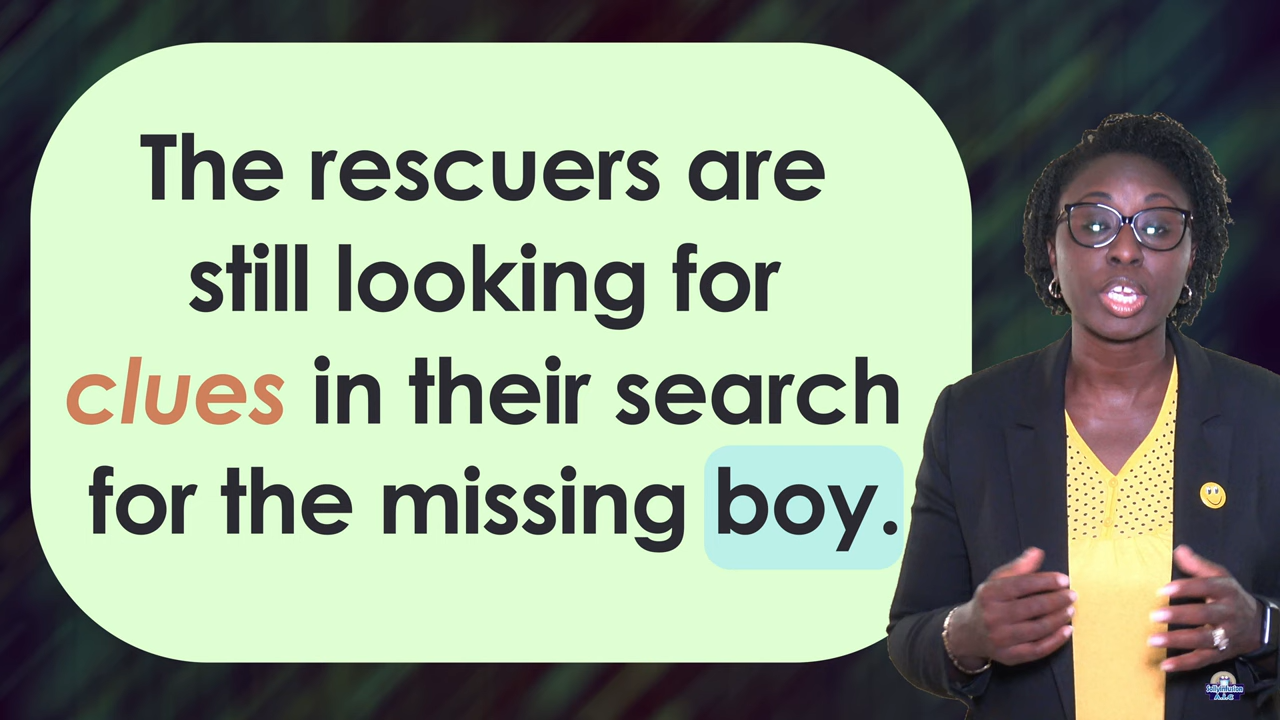 The rescuers are
still looking for
clues in their search
for the missing boy.